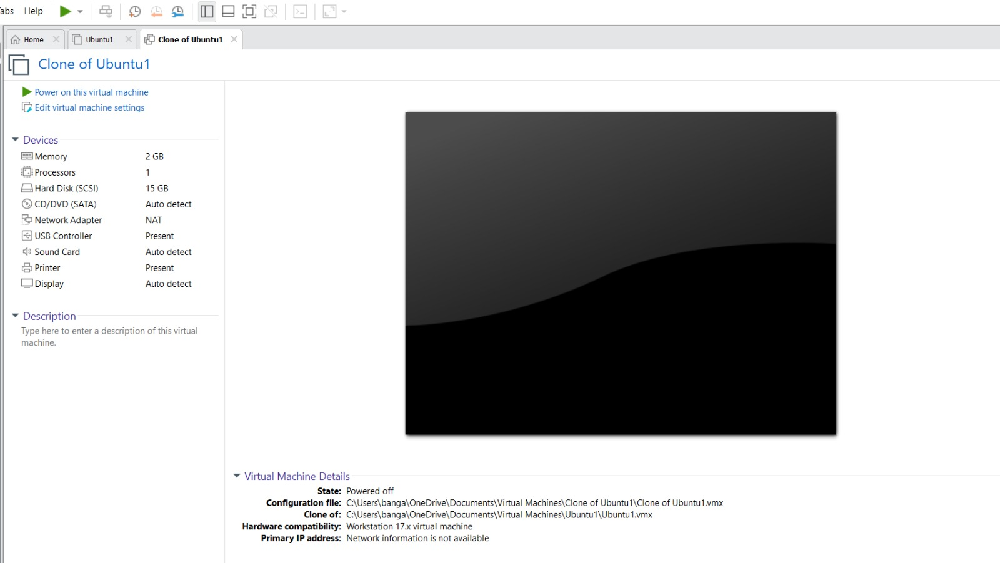 abs Help
Home Ubuntu1 Clone of Ubuntu1
Clone of Ubuntu1
Power on this virtual machine
Edit virtual machine settings
Devices
Memory 2 GB
Processors 1
Hard Disk (SCSI) 15 GB
CD/DVD (SATA) Auto detect
Network Adapter NAT
USB Controller Present
Sound Card Auto detect
Printer Present
Display Auto detect
Description
Type here to enter a description of this virtual
machine.
Virtual Machine Details
State: Powered off
Configuration file: C:\Users\banga\OneDrive\Documents\Virtual Machines\Clone of Ubuntu1\Clone of Ubuntu1.vmx
Clone of: C:\Users\banga\OneDrive\Documents\Virtual Machines\Ubuntu1\Ubuntu1.vmx
Hardware compatibility: Workstation 17.x virtual machine
Primary IP address: Network information is not available